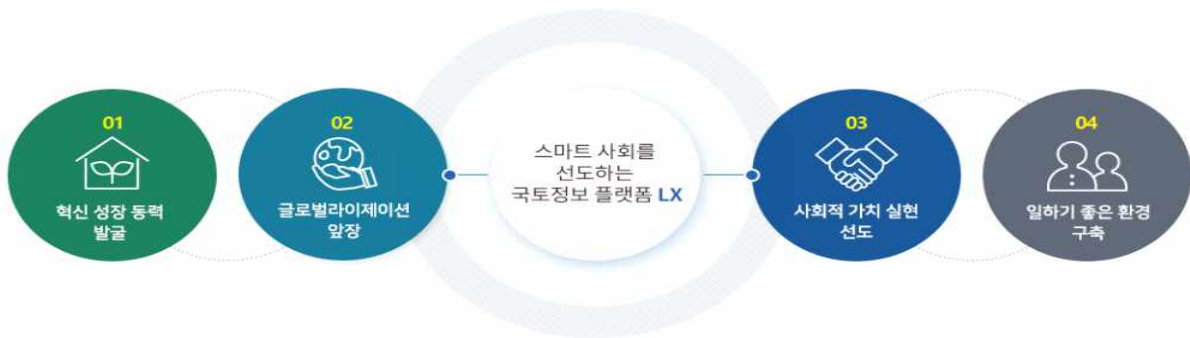 01
혁신 성장 동력
발굴
02
글로벌라이제이션
앞장
스마트 사회를
선도하는
국토정보 플랫폼 LX
03
사회적 가치 실현
선도
04
일하기 좋은 환경
구축